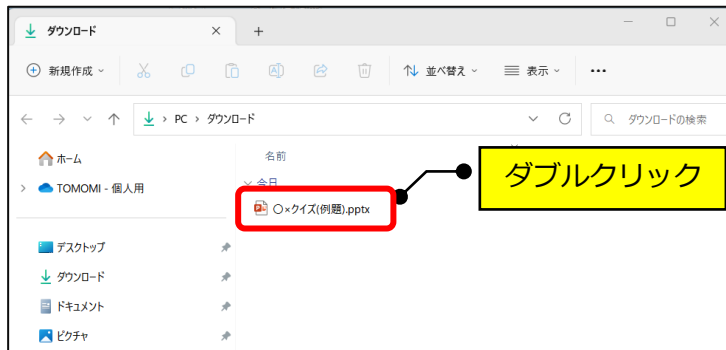 ダウンロード
新規作成
並べ替え
表示
PC › ダウンロード
ダウンロードの検索
ホーム
名前
ダブルクリック
TOMOMI - 個人用
今日
〇×クイズ(例題).pptx
デスクトップ
ダウンロード
ドキュメント
ピクチャ